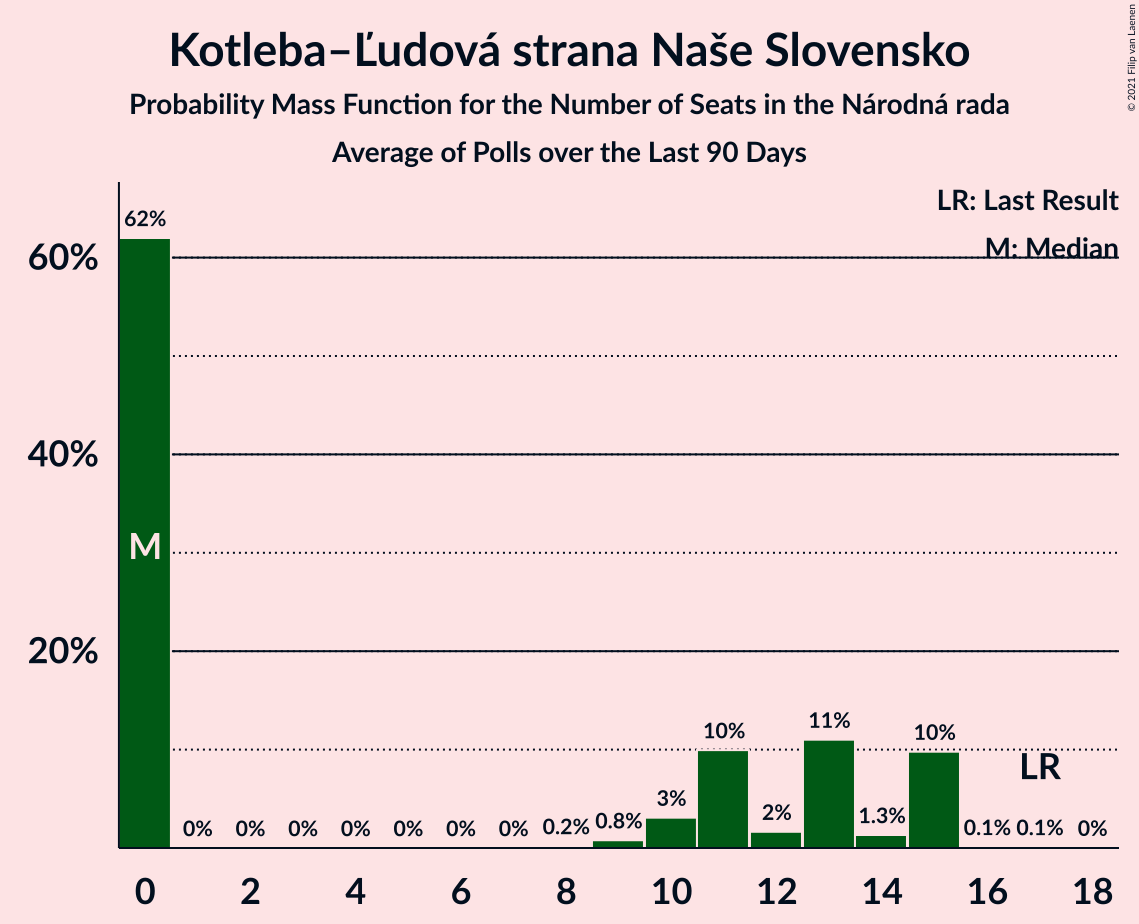 Kotleba–Ľudová strana Naše Slovensko
Probability Mass Function for the Number of Seats in the Národná rada
Average of Polls over the Last 90 Days
© 2021 Filip van Laenen
LR: Last Result
M: Median
60%
40%
20%
62%
0%
0%
0%
0%
0%
0%
0%
0.2%
0.8%
3%
10%
2%
11%
1.3%
10%
0.1%
0.1%
0%
M
LR
0 2 4 6 8 10 12 14 16 18